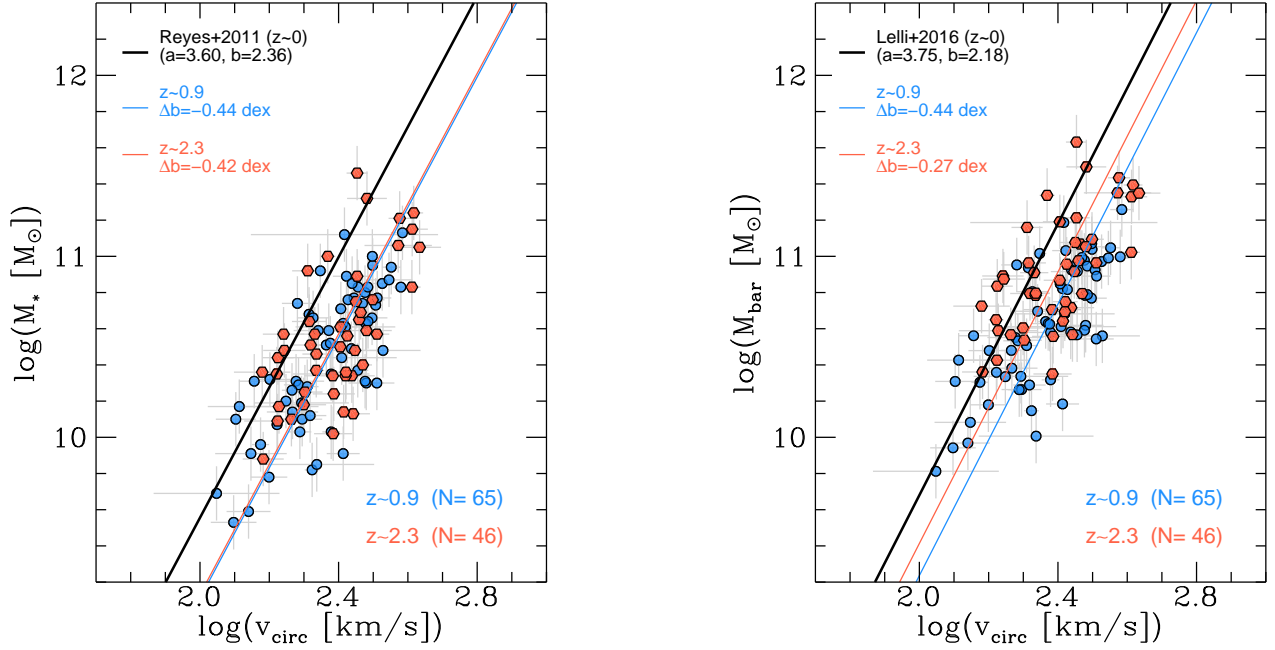 Reyes+2011 (z~0)
(a=3.60, b=2.36)
z~0.9
Δb=−0.44 dex
z~2.3
Δb=−0.42 dex
12
11
10
log(M* [M⊙])
z~0.9 (N= 65)
z~2.3 (N= 46)
2.0 2.4 2.8
log(vcirc [km/s])
Lelli+2016 (z~0)
(a=3.75, b=2.18)
z~0.9
Δb=−0.44 dex
z~2.3
Δb=−0.27 dex
12
11
10
log(Mbar [M⊙])
z~0.9 (N= 65)
z~2.3 (N= 46)
2.0 2.4 2.8
log(vcirc [km/s])